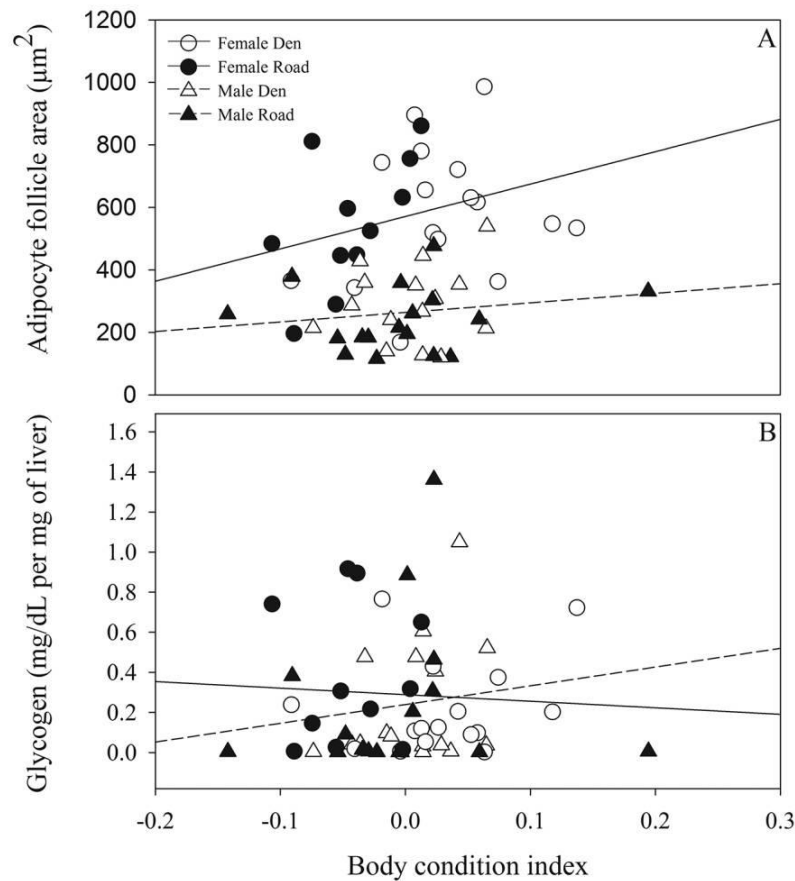 1200
1000
800
600
400
200
0
Adipocyte follicle area (µm²)
A
Female Den
Female Road
Male Den
Male Road
1.6
1.4
1.2
1.0
0.8
0.6
0.4
0.2
0.0
Glycogen (mg/dL per mg of liver)
B
-0.2 -0.1 0.0 0.1 0.2 0.3
Body condition index